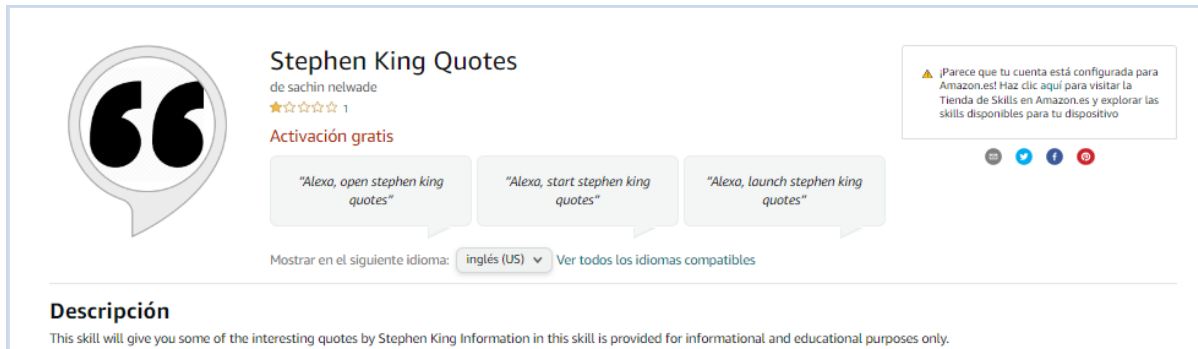 Stephen King Quotes
de sachin nelwade
1
Activación gratis
"Alexa, open stephen king
quotes"
"Alexa, start stephen king
quotes"
"Alexa, launch stephen king
quotes"
Mostrar en el siguiente idioma: inglés (US) Ver todos los idiomas compatibles
¡Parece que tu cuenta está configurada para
Amazon.es! Haz clic aquí para visitar la
Tienda de Skills en Amazon.es y explorar las
skills disponibles para tu dispositivo
Descripción
This skill will give you some of the interesting quotes by Stephen King Information in this skill is provided for informational and educational purposes only.